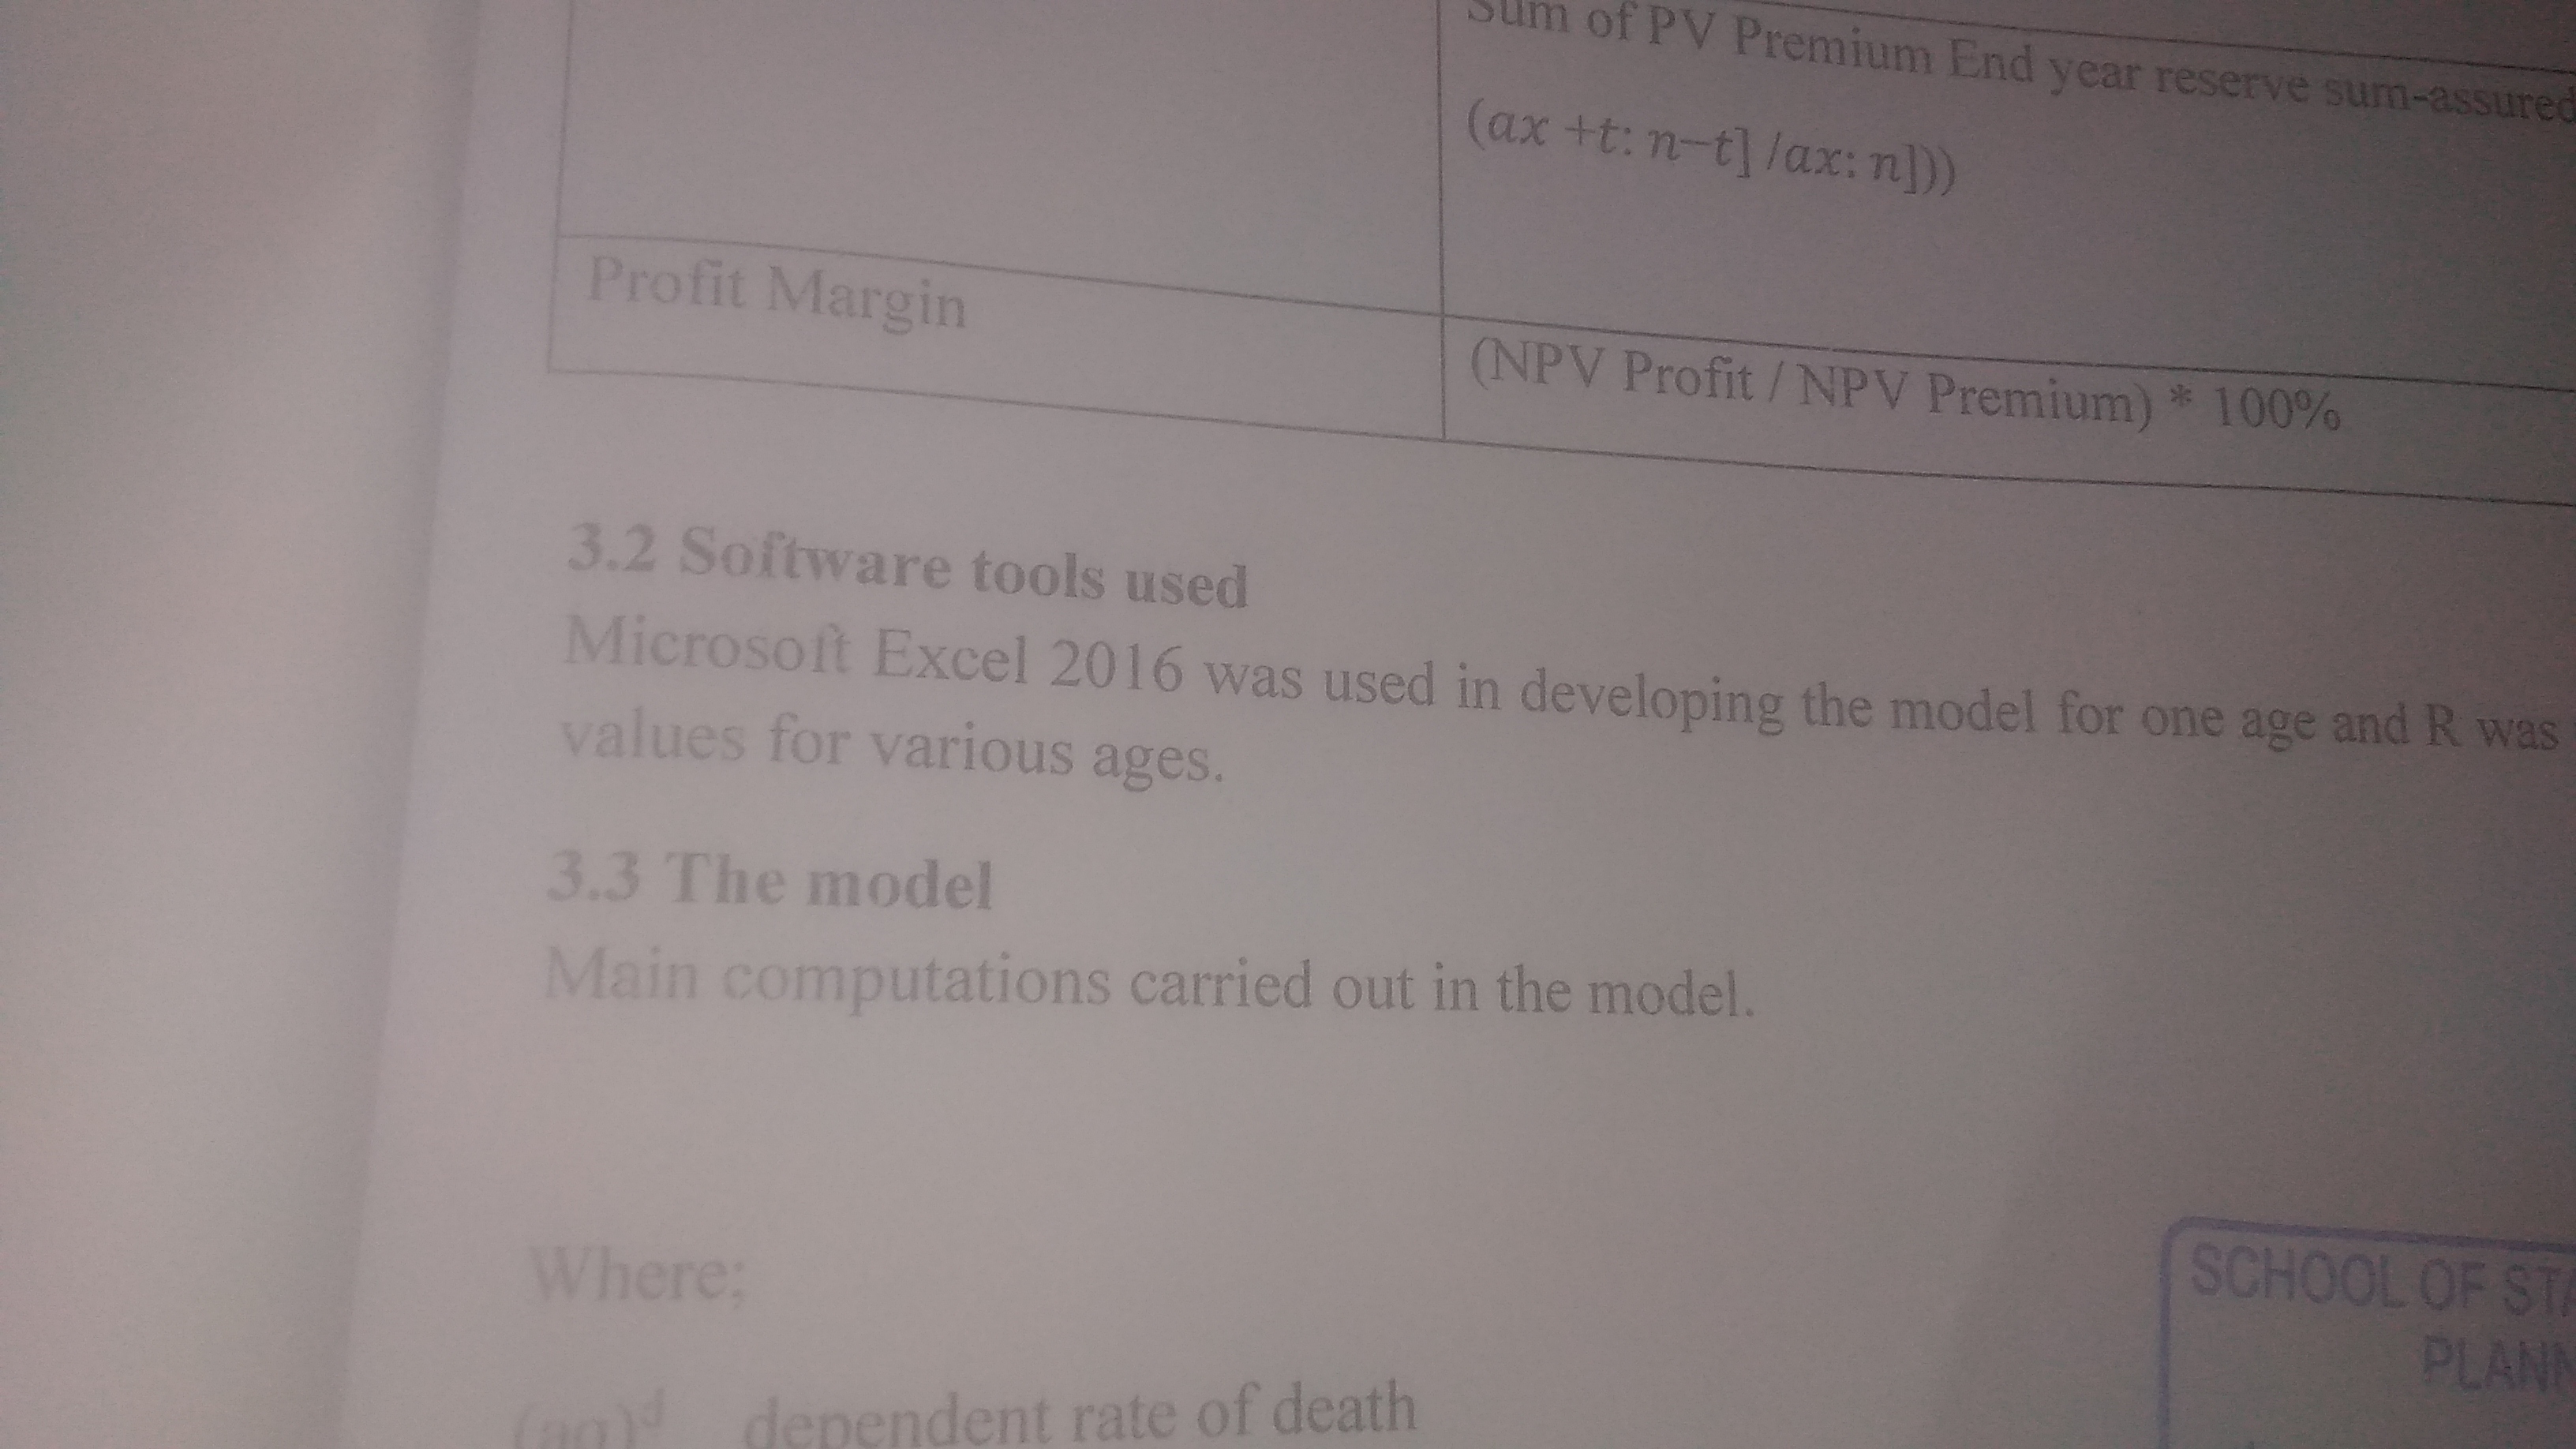 Sum of PV Premium End year reserve sum-assured
(ax +t: n−t] /ax: n]))
Profit Margin
(NPV Profit / NPV Premium) * 100%
3.2 Software tools used
Microsoft Excel 2016 was used in developing the model for one age and R was
values for various ages.
3.3 The model
Main computations carried out in the model.
Where;
SCHOOL OF STA
PLANN
(aq)ᵈ dependent rate of death